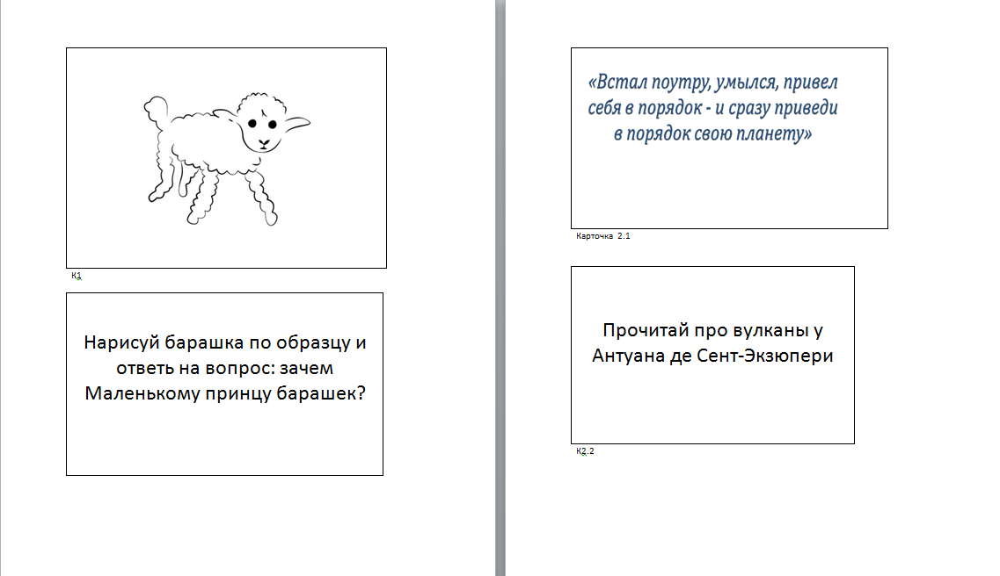 К1
Нарисуй барашка по образцу и
ответь на вопрос: зачем
Маленькому принцу барашек?
«Встал поутру, умылся, привел
себя в порядок - и сразу приведи
в порядок свою планету»
Карточка 2.1
Прочитай про вулканы у
Антуана де Сент-Экзюпери
К2.2